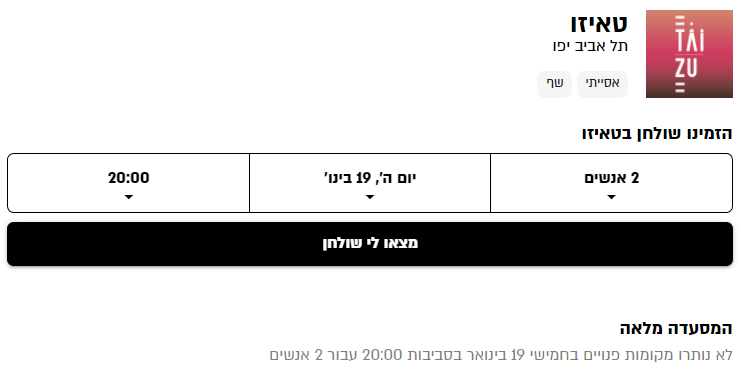 טאיזו
תל אביב יפו
אסייתי
שף
TAI
ZU
הזמינו שולחן בטאיזו
2 אנשים
יום ה', 19 בינו'
20:00
מצאו לי שולחן
המסעדה מלאה
לא נותרו מקומות פנויים בחמישי 19 בינואר בסביבות 20:00 עבור 2 אנשים